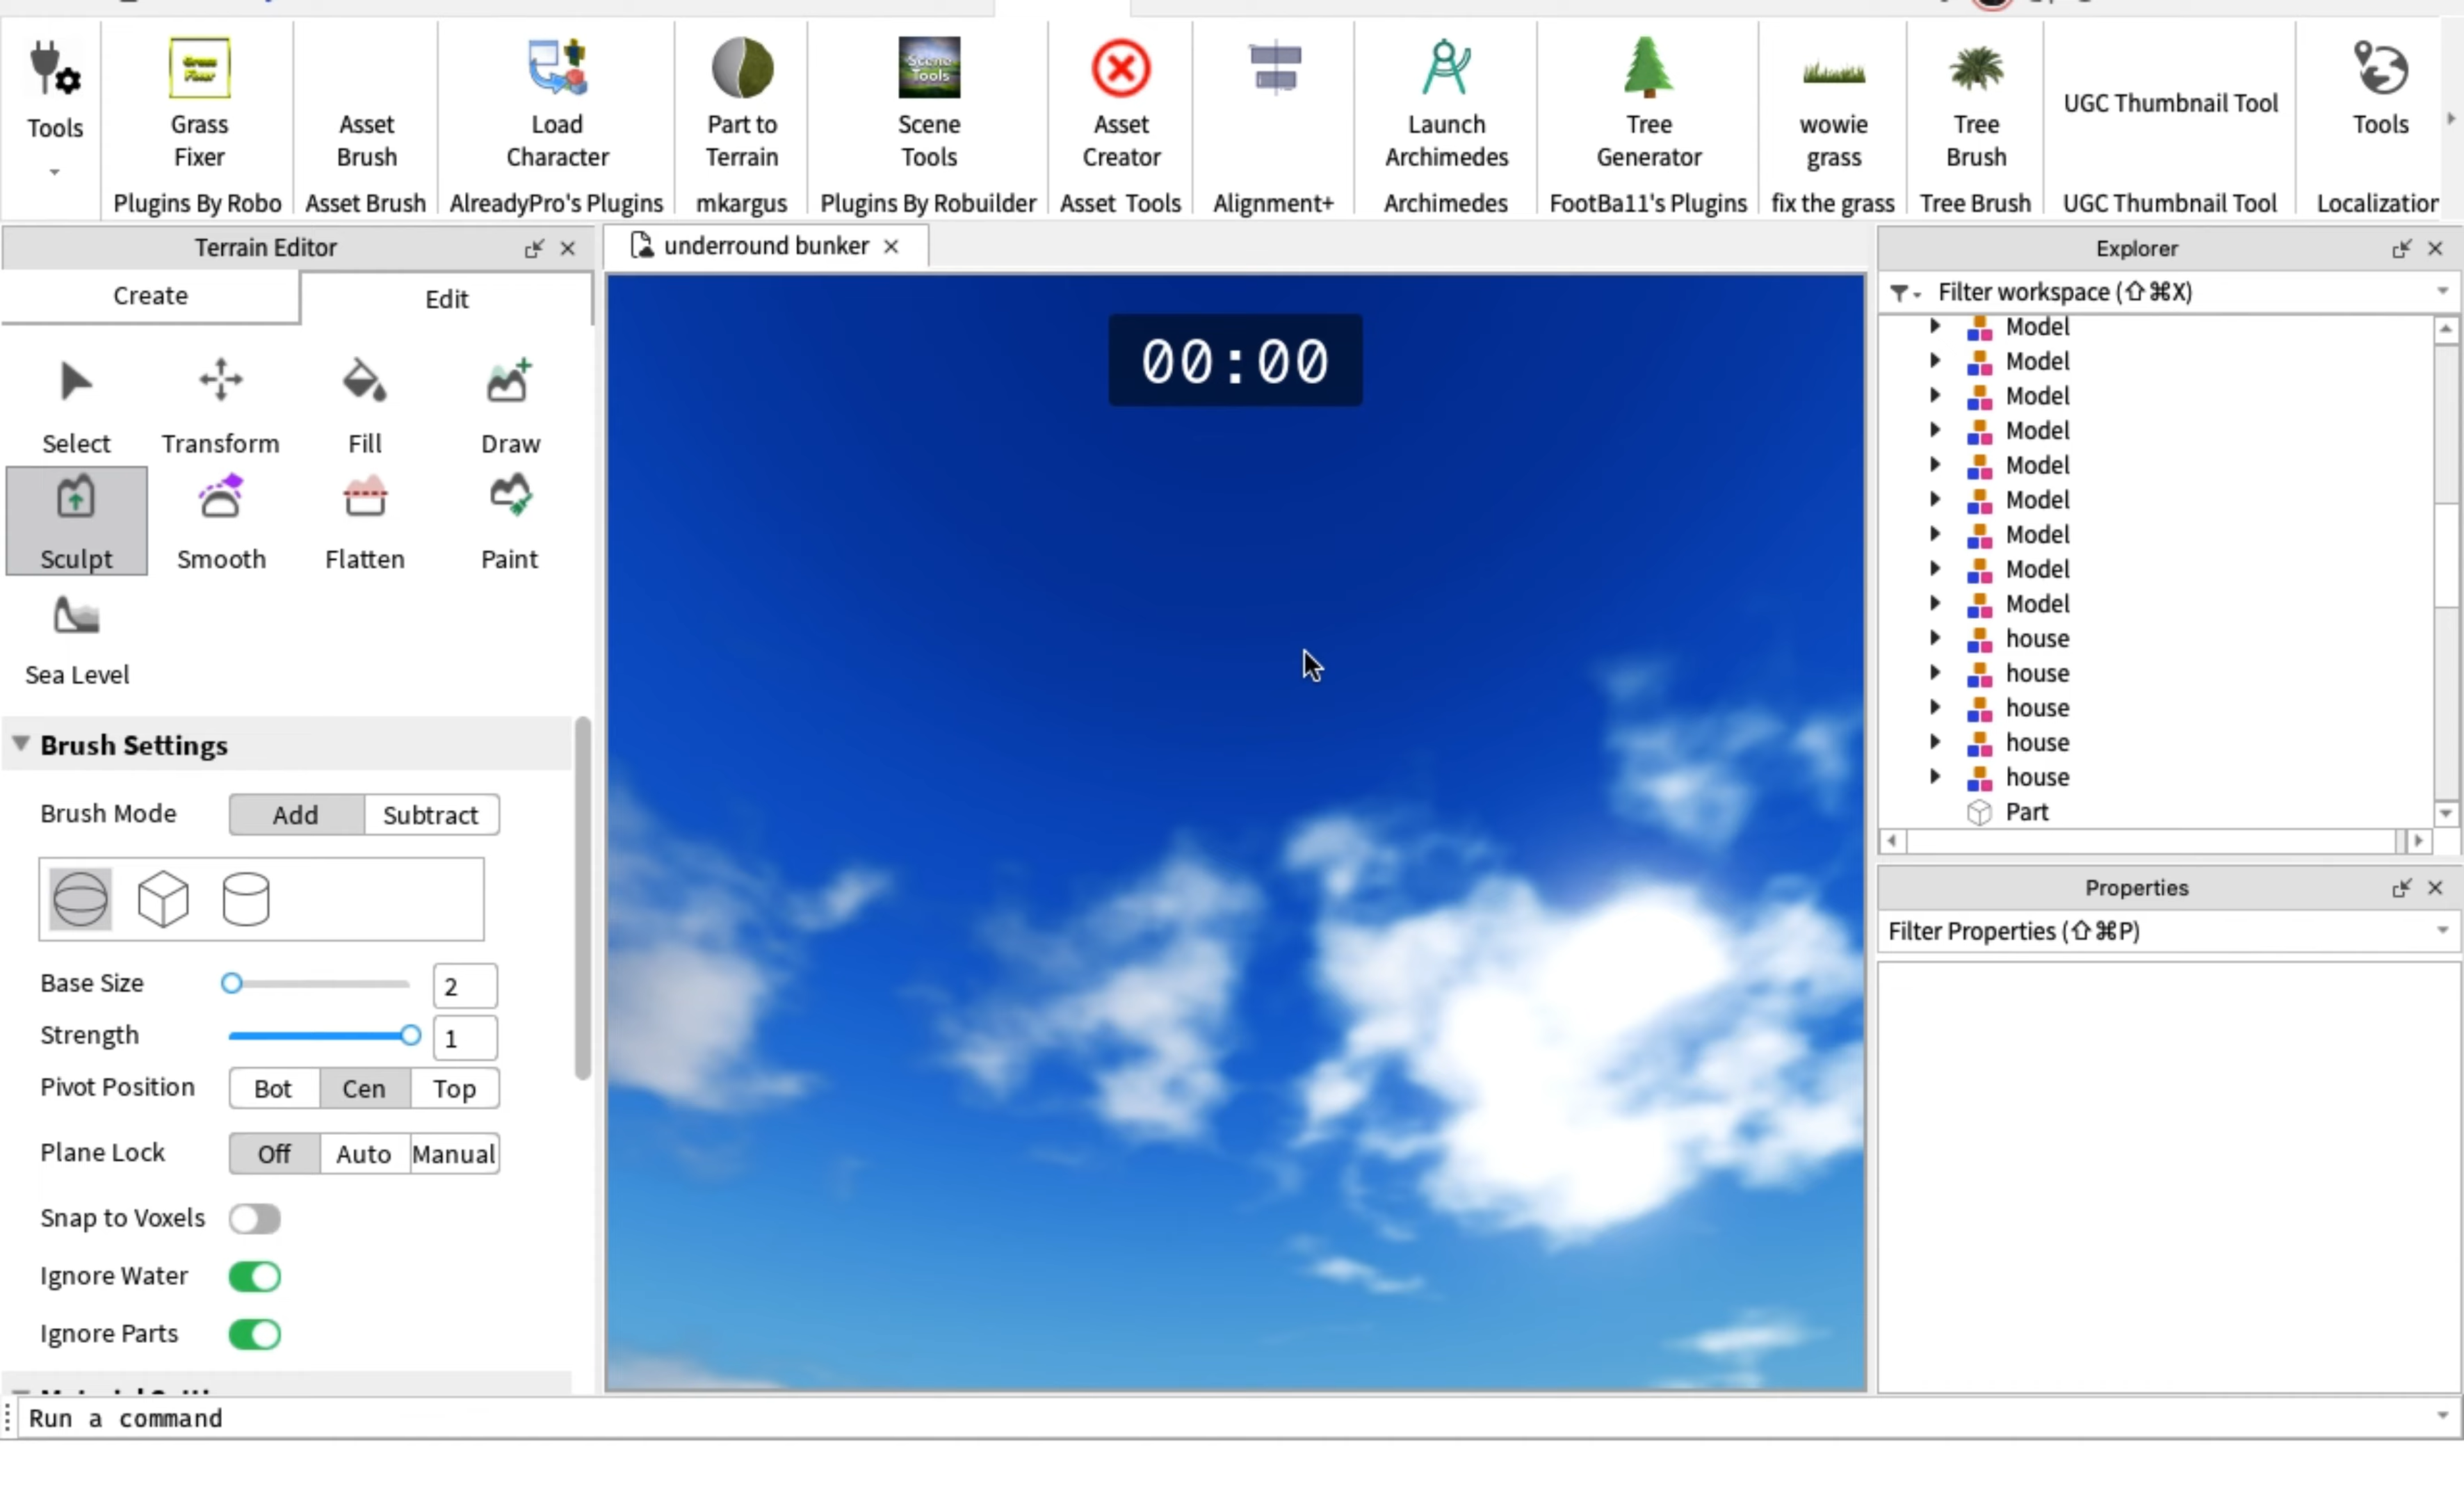 Tools
Grass Fixer
Grass
Fixer
Plugins By Robo
Asset
Brush
Asset Brush
Load
Character
AlreadyPro's Plugins
Part to
Terrain
mkargus
Scene Tools
Scene
Tools
Plugins By Robuilder
Asset
Creator
Asset Tools
Alignment+
Launch
Archimedes
Archimedes
Tree
Generator
FootBa11's Plugins
wowie
grass
fix the grass
Tree
Brush
Tree Brush
UGC Thumbnail Tool
UGC Thumbnail Tool
Tools
Localization
Terrain Editor
Create
Edit
Select
Transform
Fill
Draw
Sculpt
Smooth
Flatten
Paint
Sea Level
Brush Settings
Brush Mode
Add
Subtract
Base Size
2
Strength
1
Pivot Position
Bot
Cen
Top
Plane Lock
Off
Auto
Manual
Snap to Voxels
Ignore Water
Ignore Parts
underround bunker
00:00
Explorer
Filter workspace (⇧⌘X)
Model
Model
Model
Model
Model
Model
Model
Model
Model
house
house
house
house
house
Part
Properties
Filter Properties (⇧⌘P)
Run a command